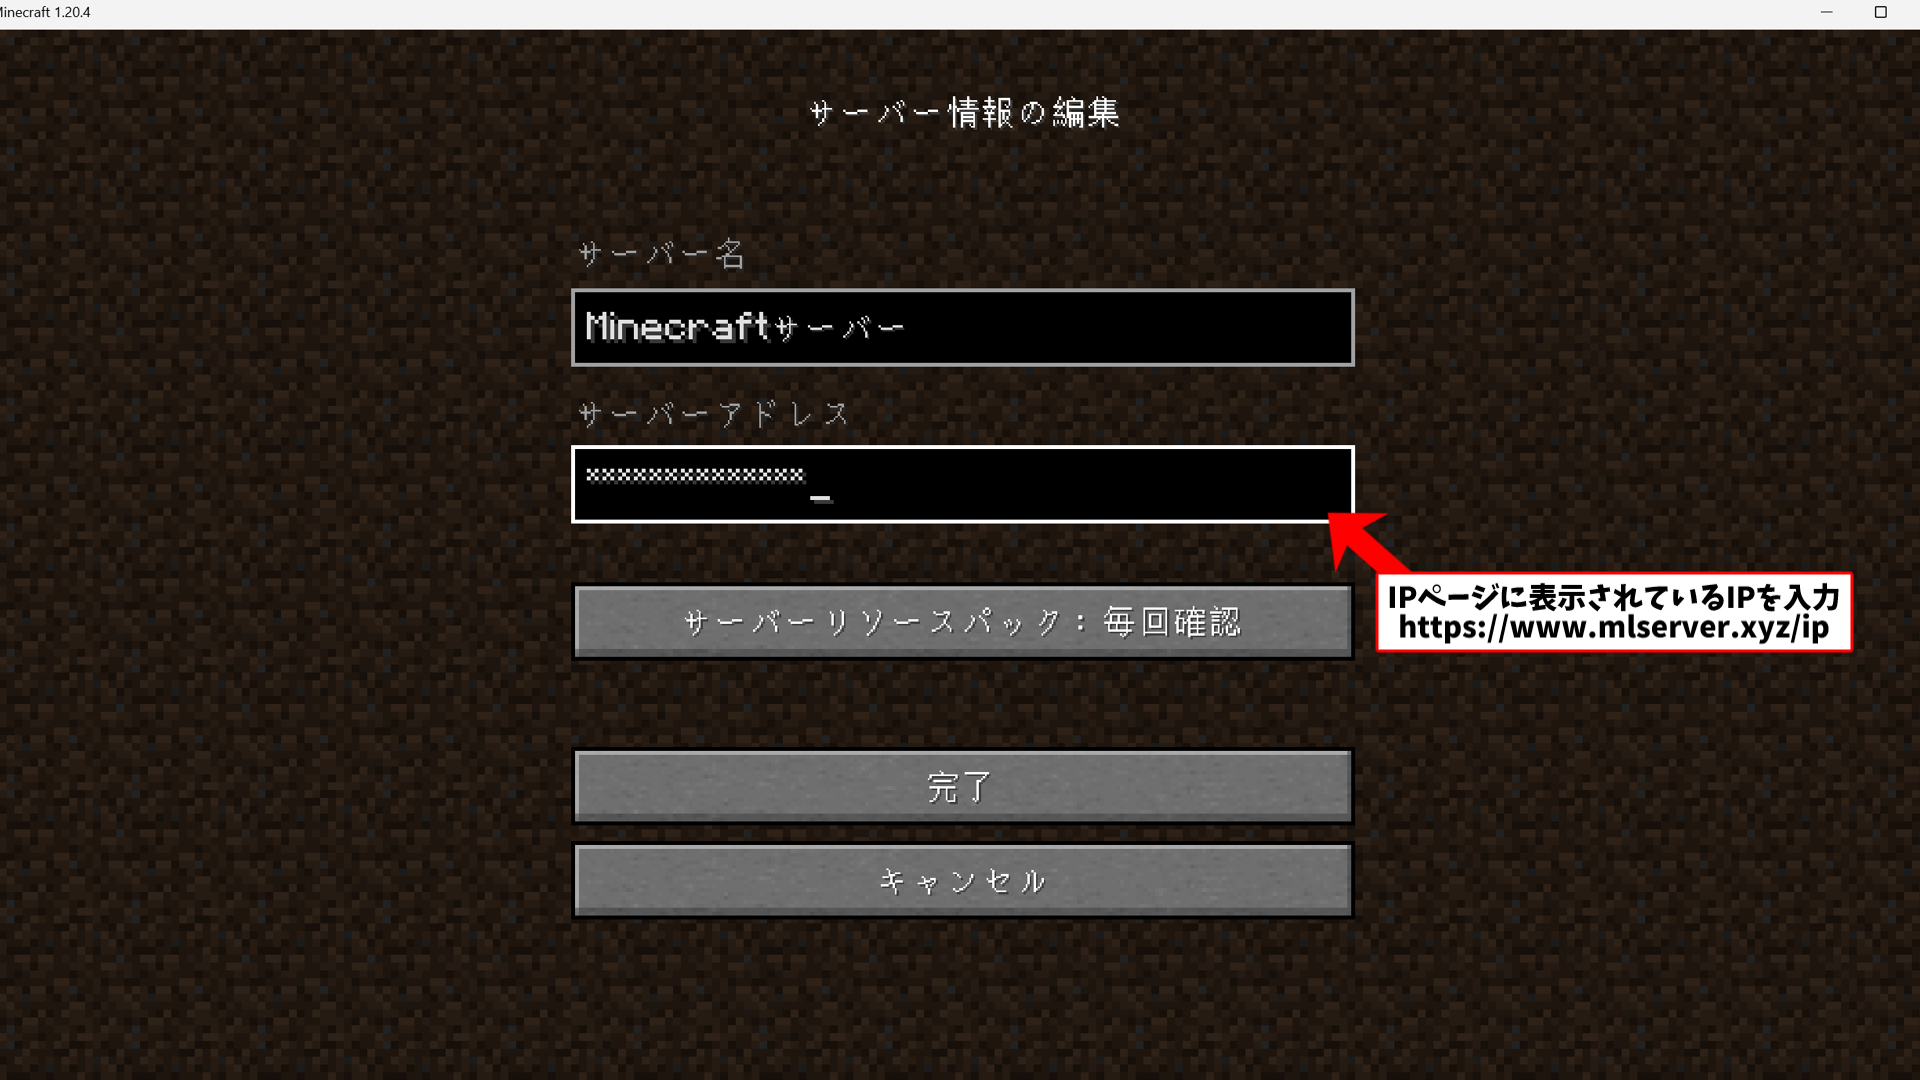 Minecraft 1.20.4
サーバー情報の編集
サーバー名
Minecraftサーバー
サーバーアドレス
xxxxxxxxxxxxxx_
サーバーリソースパック：毎回確認
IPページに表示されているIPを入力
https://www.mlserver.xyz/ip
完了
キャンセル